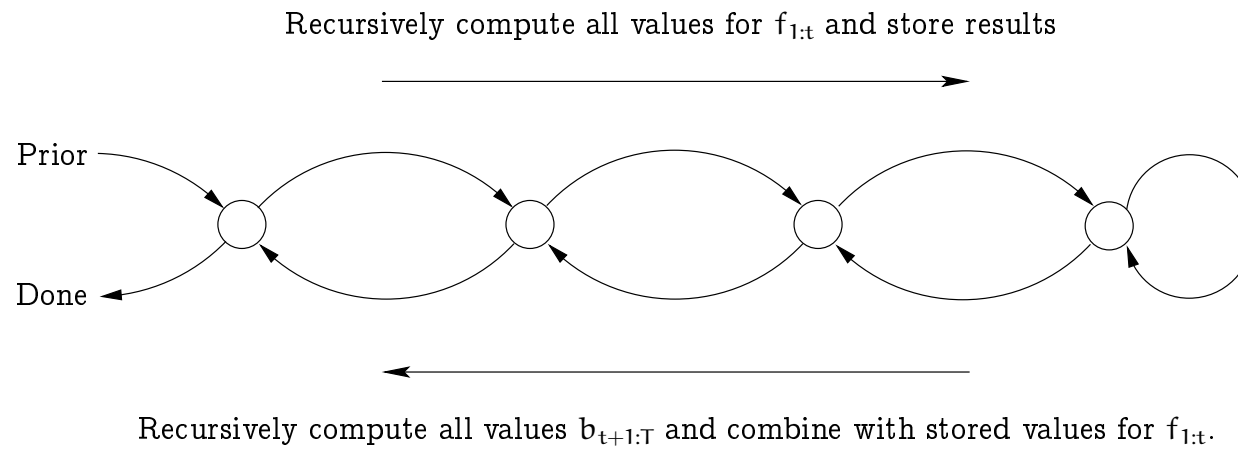 Recursively compute all values for f₁:ₜ and store results
Prior
Done
Recursively compute all values bₜ₊₁:T and combine with stored values for f₁:ₜ.